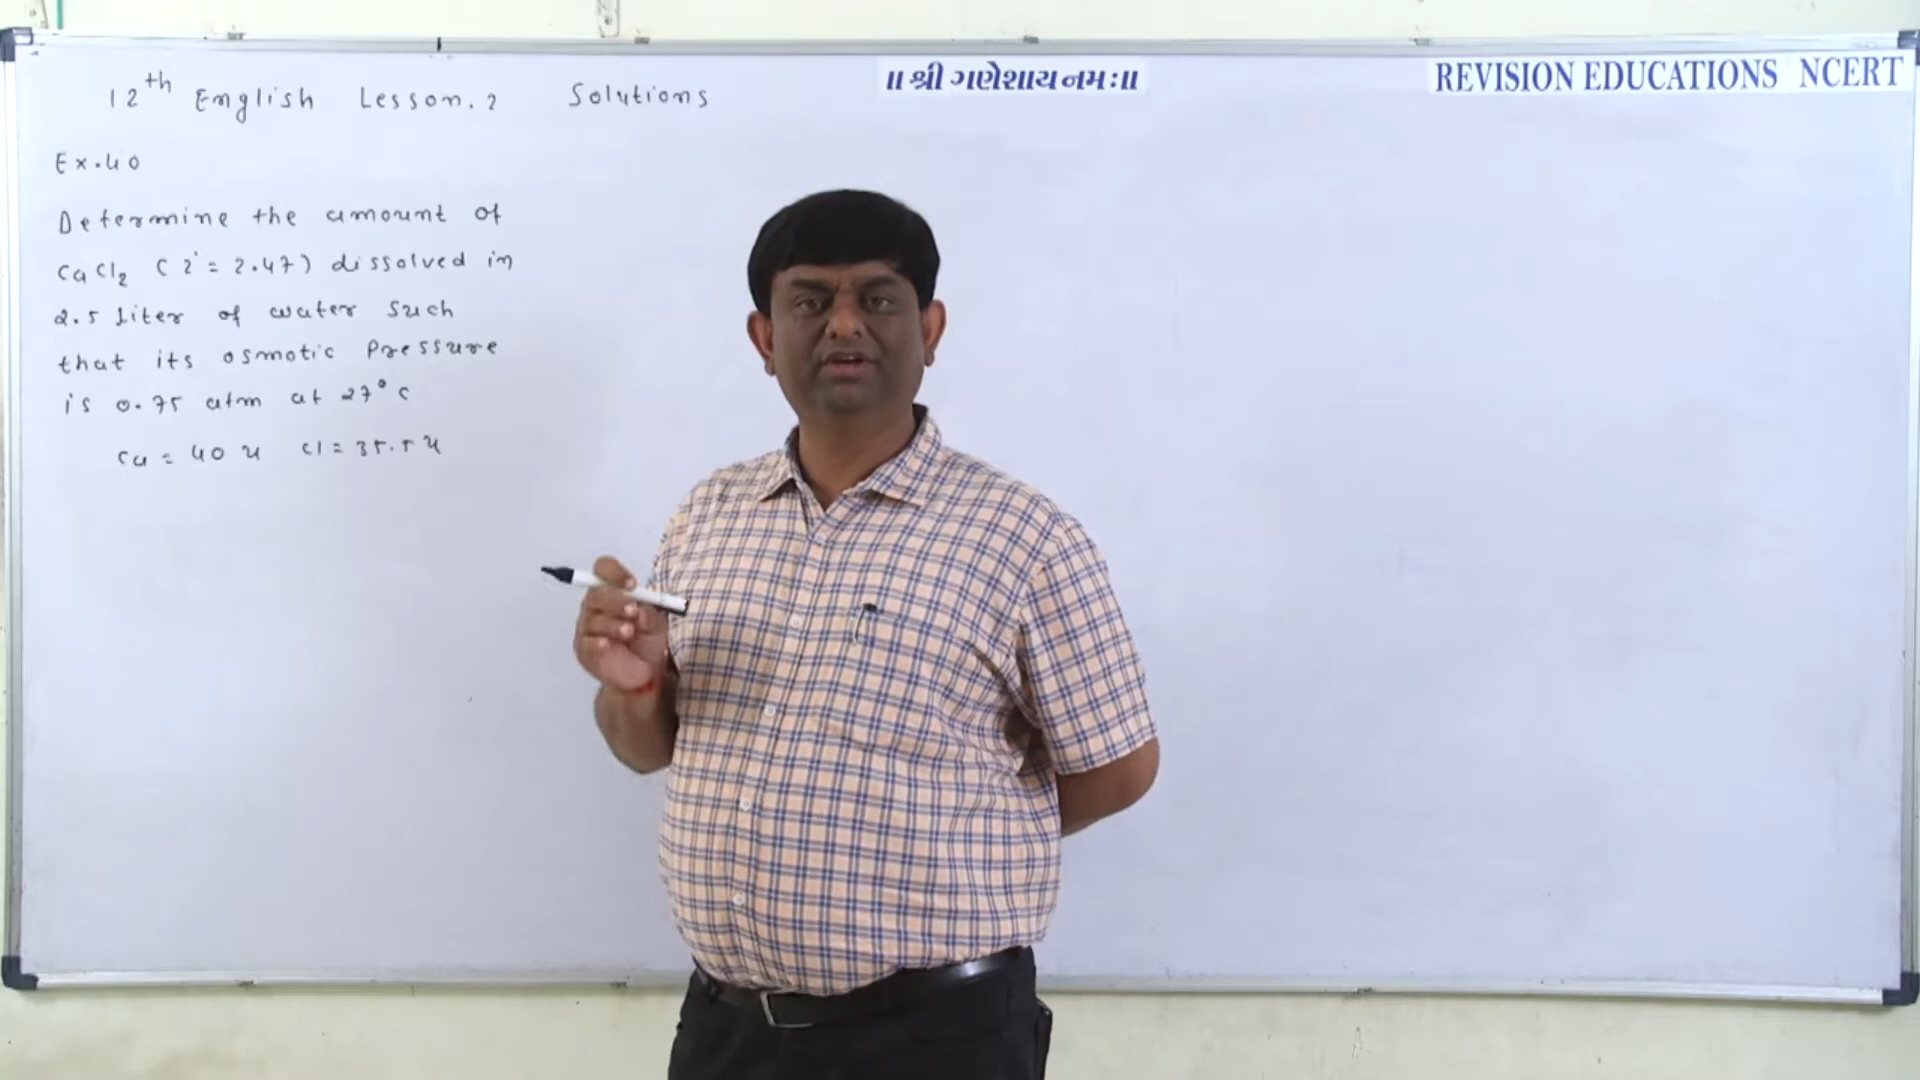 12th English Lesson.2 Solutions
॥ શ્રી ગણેશાય નમઃ॥
REVISION EDUCATIONS NCERT
Ex.40
Determine the amount of
CaCl2 (i = 2.47) dissolved in
2.5 liter of water such
that its osmotic Pressure
is 0.75 atm at 27° c
Ca = 40 u Cl = 35.5 u